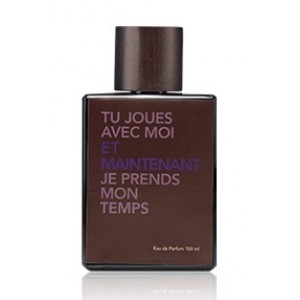 TU JOUES
AVEC MOI
ET
MAINTENANT
JE PRENDS
MON
TEMPS
Eau de Parfum 100 ml